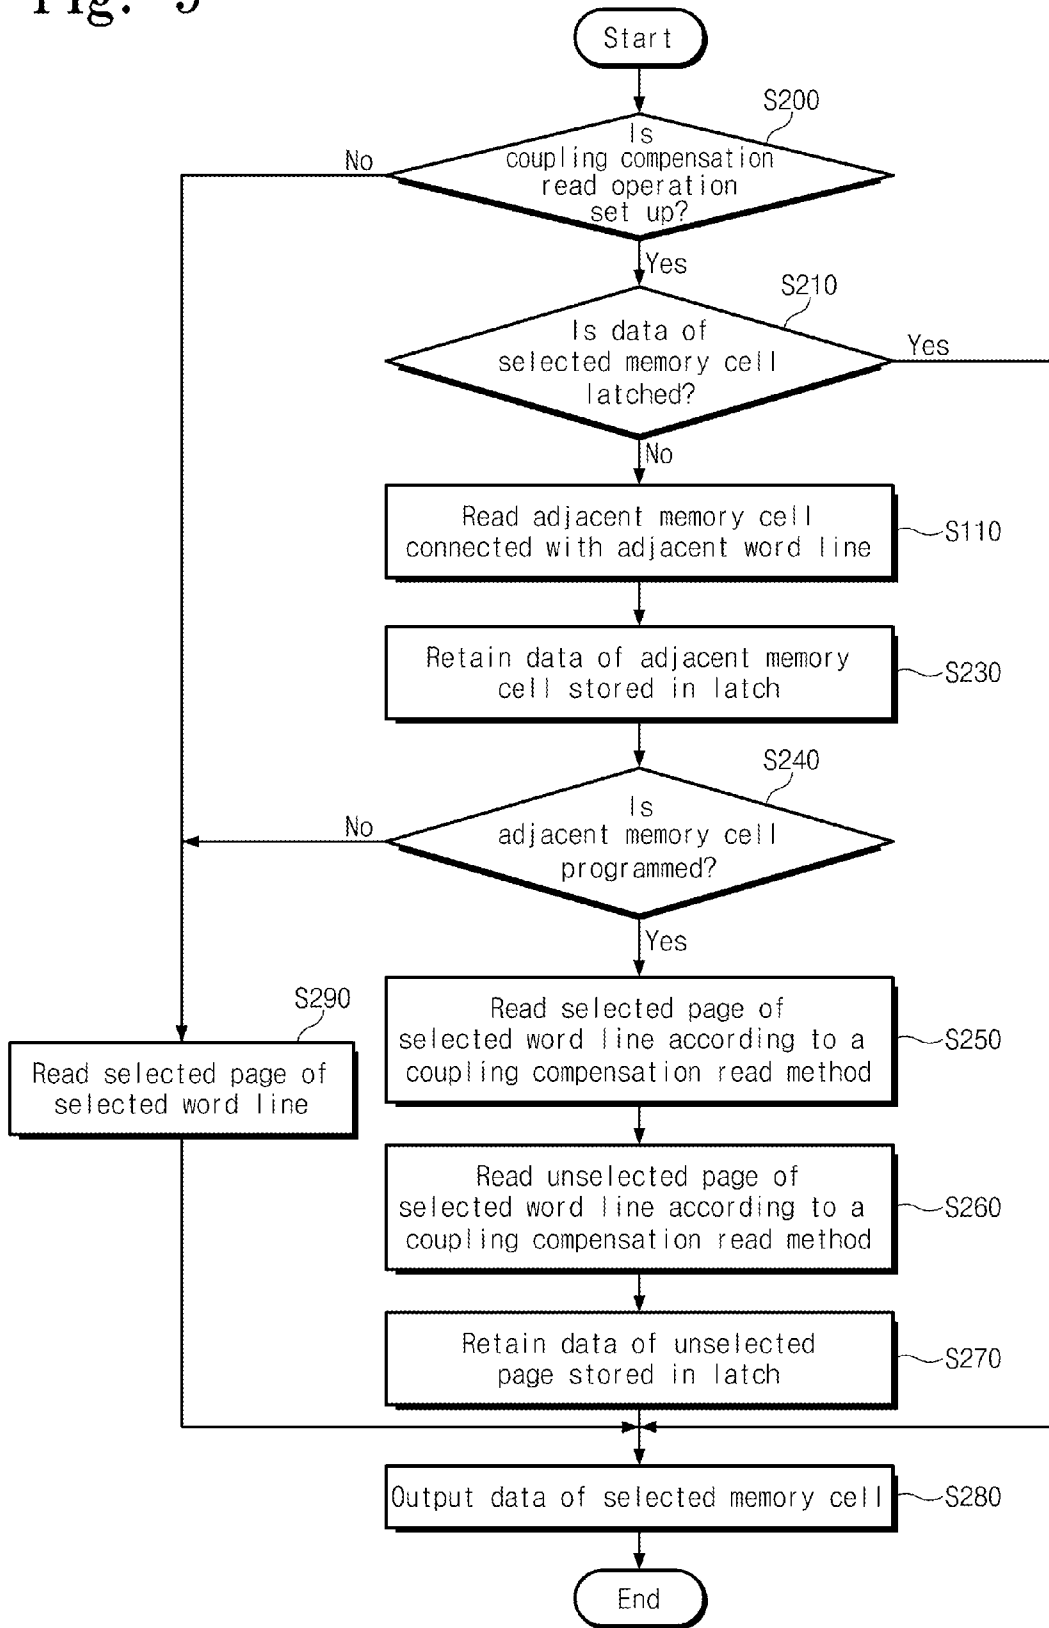 Fig.
Start
S200
Is
coupling compensation
read operation
set up?
No
Yes
S210
Is data of
selected memory cell
latched?
Yes
No
Read adjacent memory cell
connected with adjacent word line
S110
Retain data of adjacent memory
cell stored in latch
S230
S240
Is
adjacent memory cell
programmed?
No
Yes
S290
Read selected page of
selected word line
Read selected page of
selected word line according to a
coupling compensation read method
S250
Read unselected page of
selected word line according to a
coupling compensation read method
S260
Retain data of unselected
page stored in latch
S270
Output data of selected memory cell
S280
End